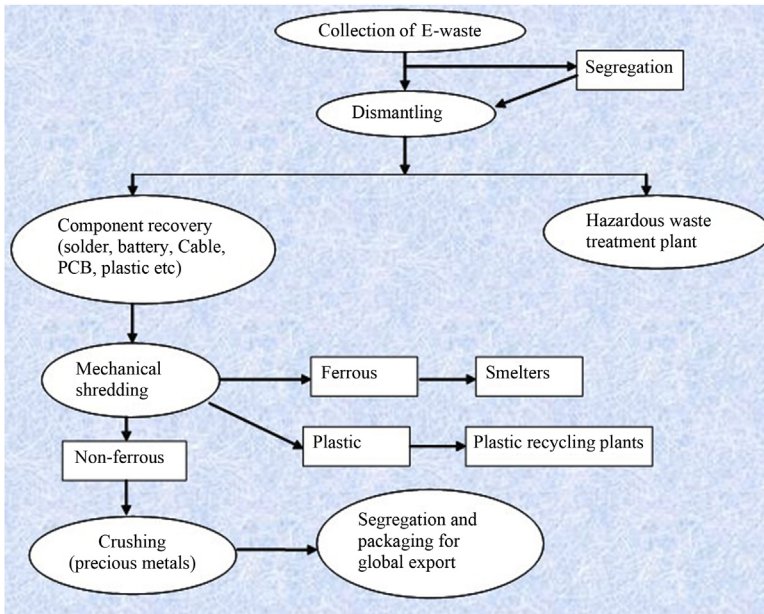 Collection of E-waste
Segregation
Dismantling
Component recovery
(solder, battery, Cable,
PCB, plastic etc)
Hazardous waste
treatment plant
Mechanical
shredding
Ferrous
Smelters
Plastic
Plastic recycling plants
Non-ferrous
Crushing
(precious metals)
Segregation and
packaging for
global export